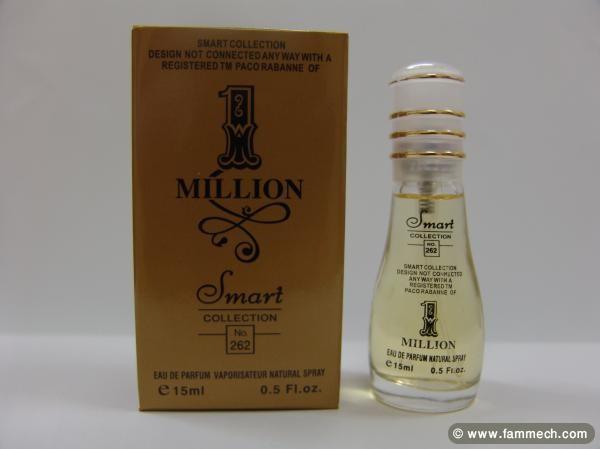 SMART COLLECTION
DESIGN NOT CONNECTED ANY WAY WITH A
REGISTERED TM PACO RABANNE OF
1
MILLION
Smart
COLLECTION
No.
262
EAU DE PARFUM VAPORISATEUR NATURAL SPRAY
e 15ml 0.5 Fl.oz.
Smart
COLLECTION
NO.
262
SMART COLLECTION
DESIGN NOT CONNECTED
ANY WAY WITH A
REGISTERED TM
PACO RABANNE OF
1
MILLION
EAU DE PARFUM NATURAL SPRAY
e 15ml 0.5 Fl.oz.
© www.fammech.com